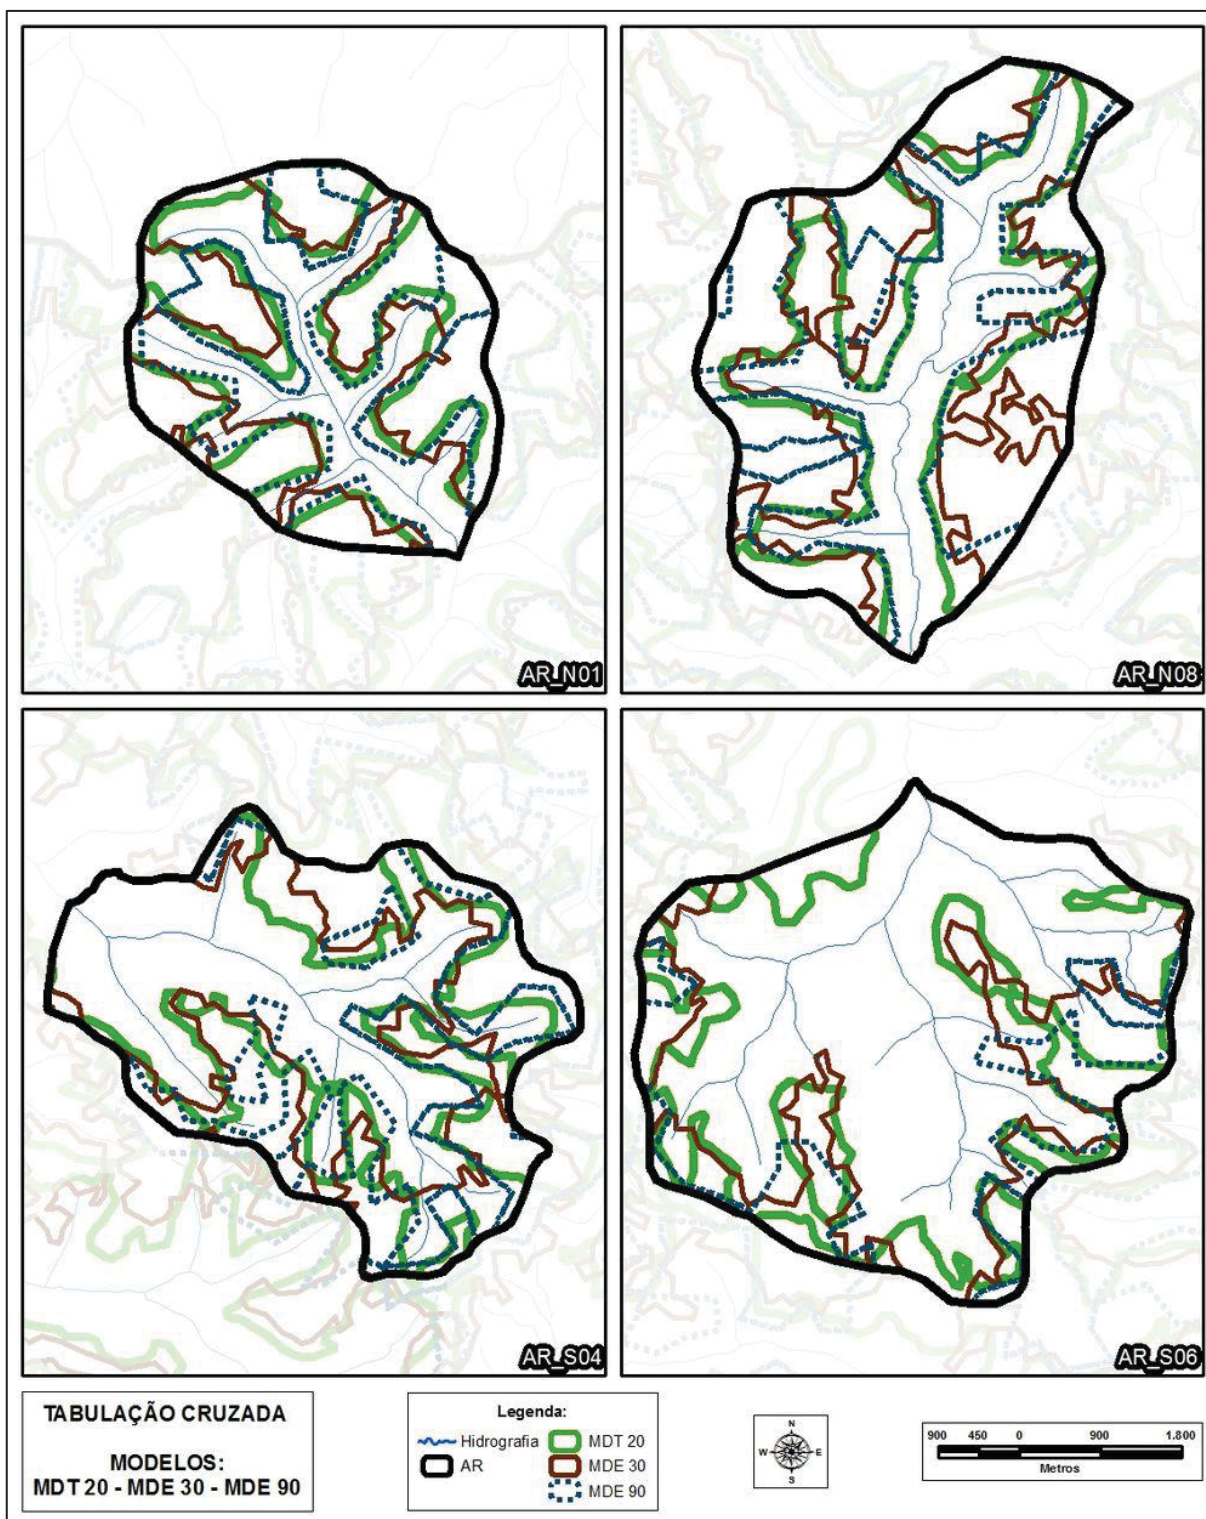 AR_N01
AR_N08
AR_S04
AR_S06
TABULAÇÃO CRUZADA
MODELOS:
MDT 20 - MDE 30 - MDE 90
Legenda:
Hidrografia
MDT 20
AR
MDE 30
MDE 90
N
W E
S
900 450 0 900 1.800
Metros